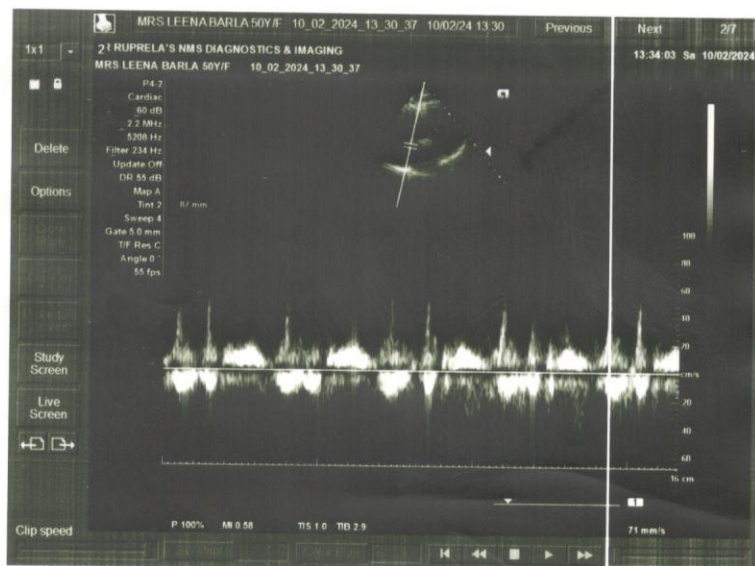 MRS LEENA BARLA 50Y/F 10_02_2024_13_30_37 10/02/24 13:30
Previous
Next
2/7
1x1
RUPRELA'S NMS DIAGNOSTICS & IMAGING
13:34:03 Sa 10/02/2024
MRS LEENA BARLA 50Y/F 10_02_2024_13_30_37
P4-2
Cardiac
60 dB
2.2 MHz
5208 Hz
Filter 234 Hz
Update Off
DR 55 dB
Map A
Tint 2
82 mm
Sweep 4
Gate 5.0 mm
T/F Res C
Angle 0°
55 fps
Delete
Options
Study
Screen
Live
Screen
100
80
60
40
20
cm/s
20
40
60
16 cm
1
P 100% MI 0.58 TIS 1.0 TIB 2.9
71 mm/s
Clip speed